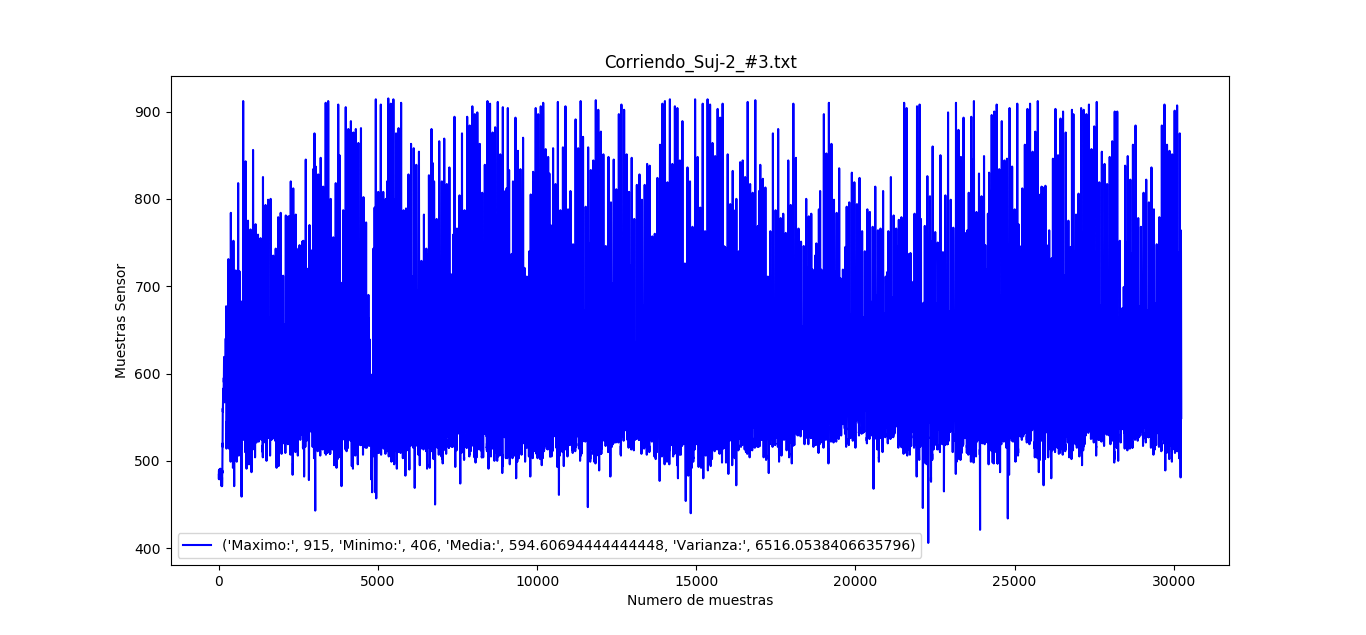 Corriendo_Suj-2_#3.txt
900
800
700
600
500
400
Muestras Sensor
('Maximo:', 915, 'Minimo:', 406, 'Media:', 594.60694444444448, 'Varianza:', 6516.0538406635796)
0 5000 10000 15000 20000 25000 30000
Numero de muestras